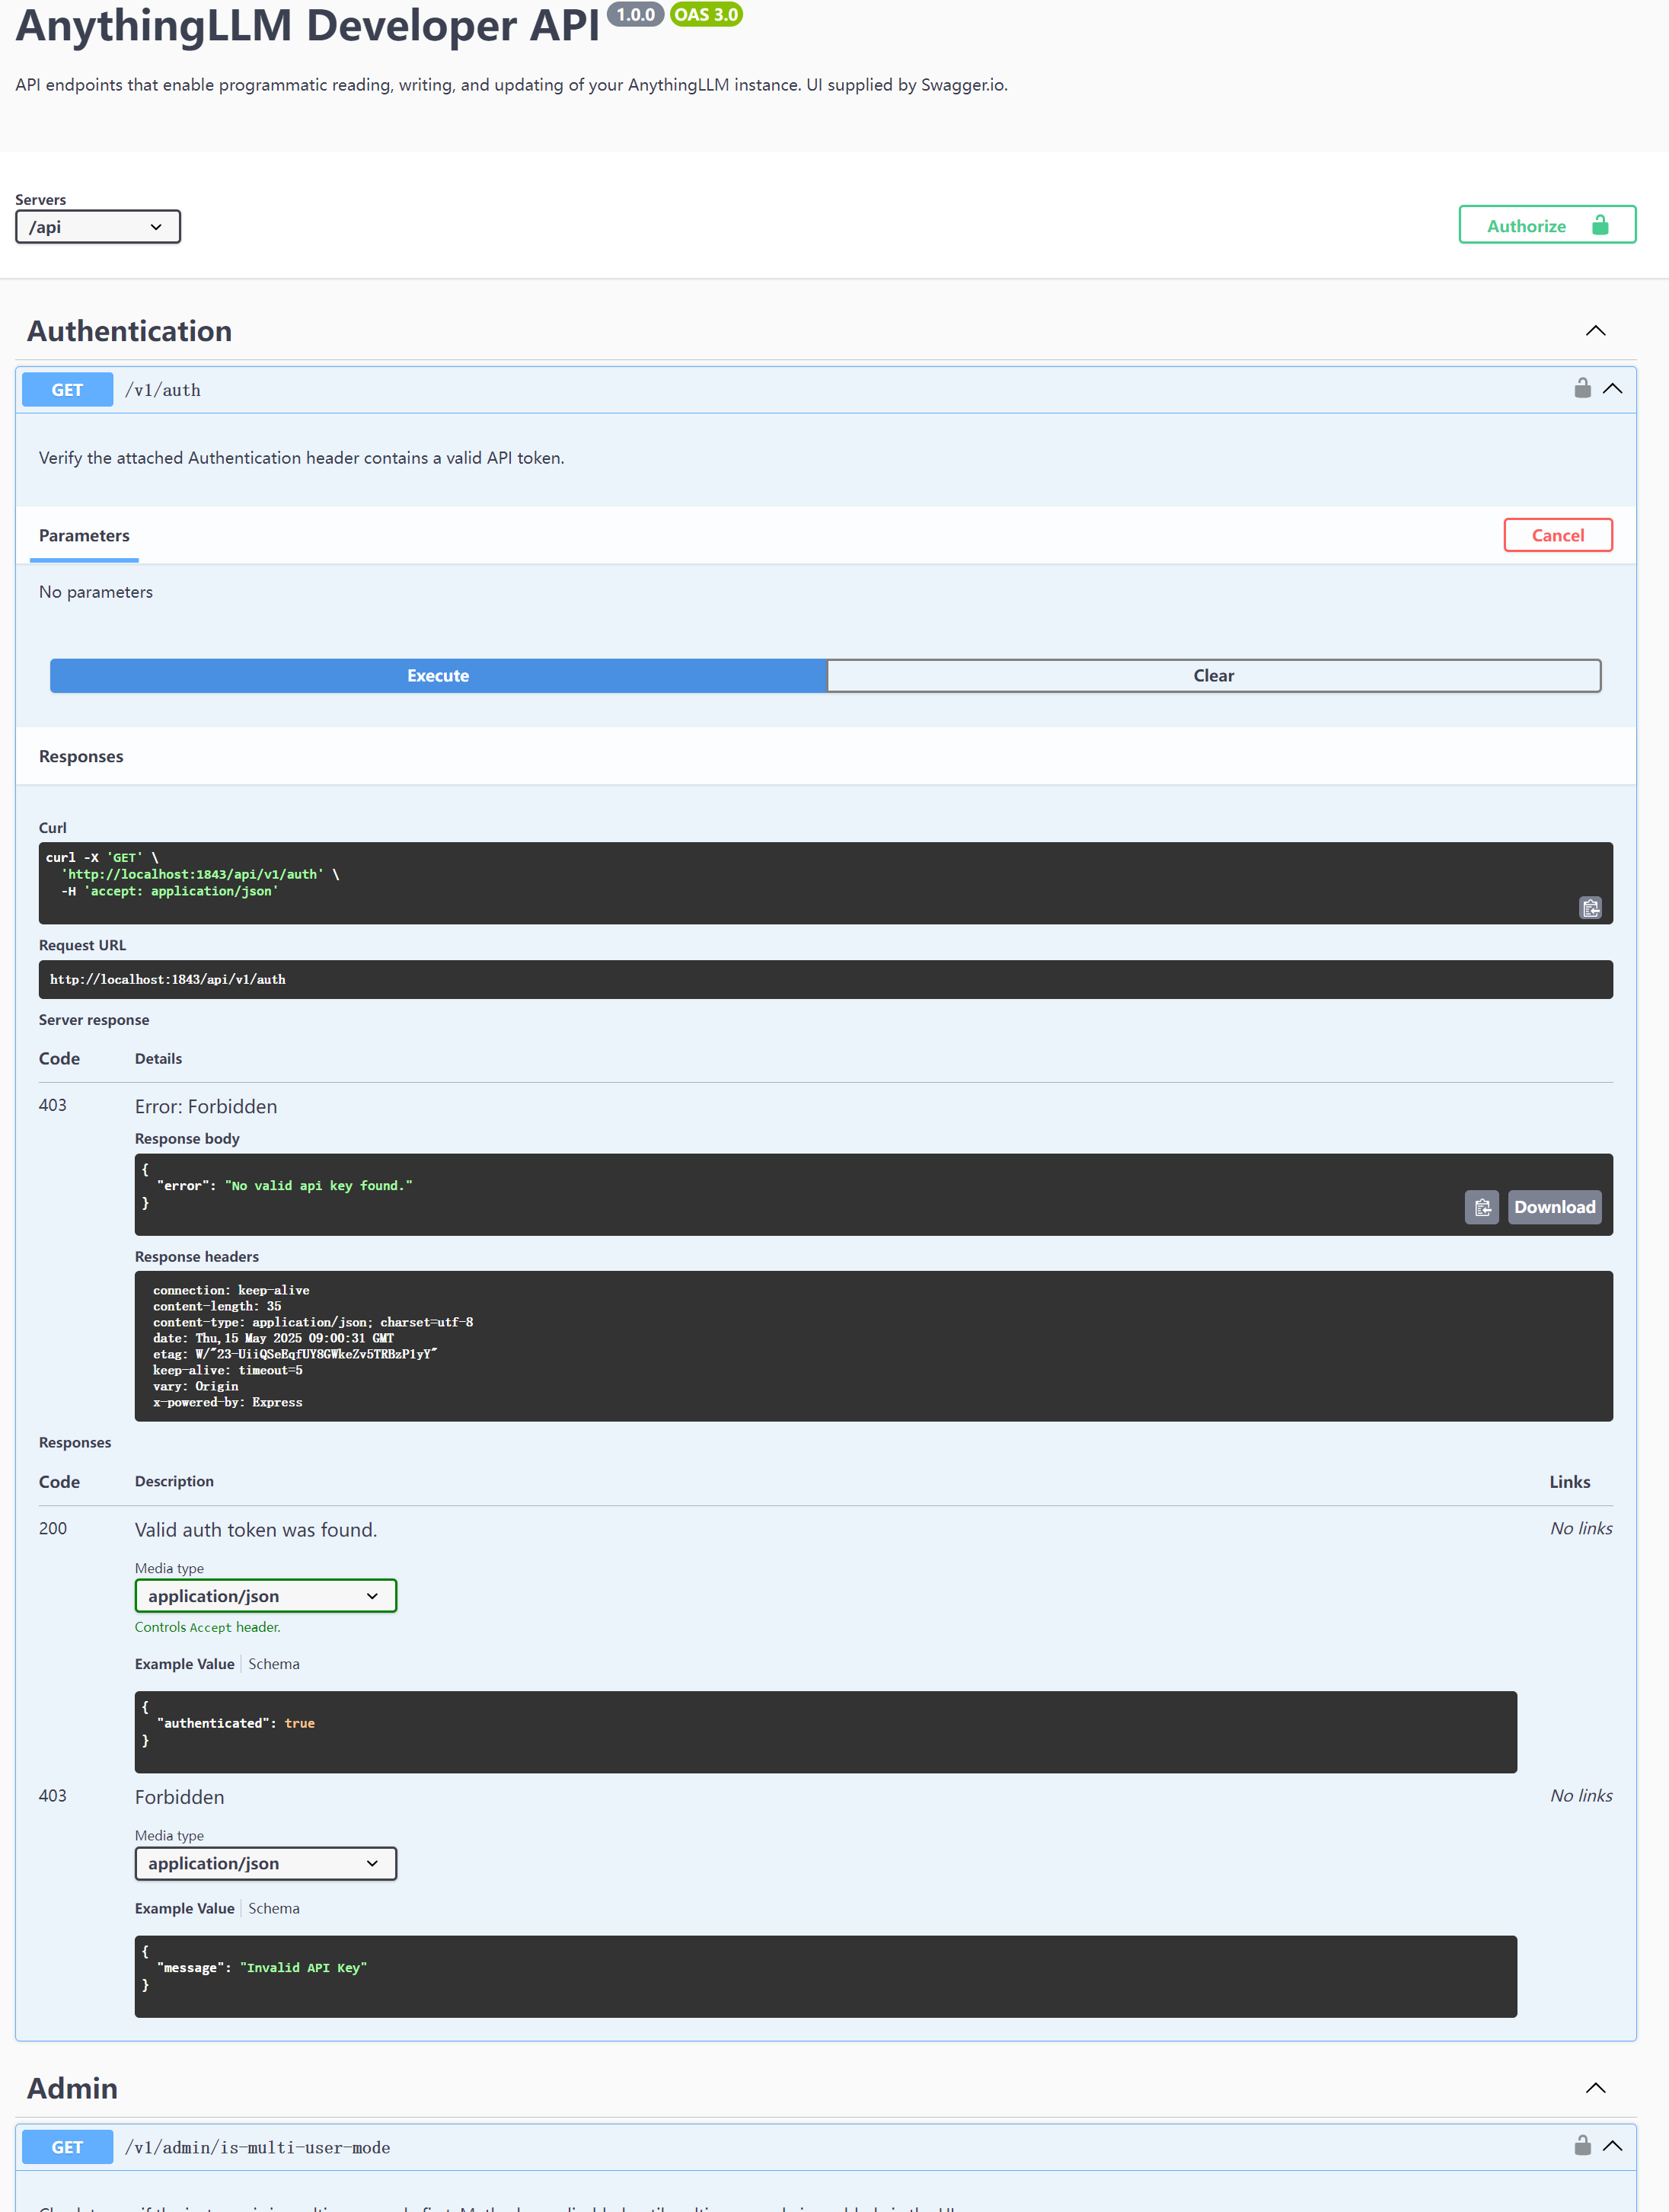 AnythingLLM Developer API 1.0.0 OAS 3.0
API endpoints that enable programmatic reading, writing, and updating of your AnythingLLM instance. UI supplied by Swagger.io.
Servers
/api
Authorize
Authentication
GET /v1/auth
Verify the attached Authentication header contains a valid API token.
Parameters
Cancel
No parameters
Execute
Clear
Responses
Curl
curl -X 'GET' \
'http://localhost:1843/api/v1/auth' \
-H 'accept: application/json'
Request URL
http://localhost:1843/api/v1/auth
Server response
Code Details
403 Error: Forbidden
Response body
{
"error": "No valid api key found."
}
Download
Response headers
connection: keep-alive
content-length: 35
content-type: application/json; charset=utf-8
date: Thu,15 May 2025 09:00:31 GMT
etag: W/"23-UiiQSeEqfUY8GWkeZv5TRBzP1yY"
keep-alive: timeout=5
vary: Origin
x-powered-by: Express
Responses
Code Description Links
200 Valid auth token was found. No links
Media type
application/json
Controls Accept header.
Example Value Schema
{
"authenticated": true
}
403 Forbidden No links
Media type
application/json
Example Value Schema
{
"message": "Invalid API Key"
}
Admin
GET /v1/admin/is-multi-user-mode